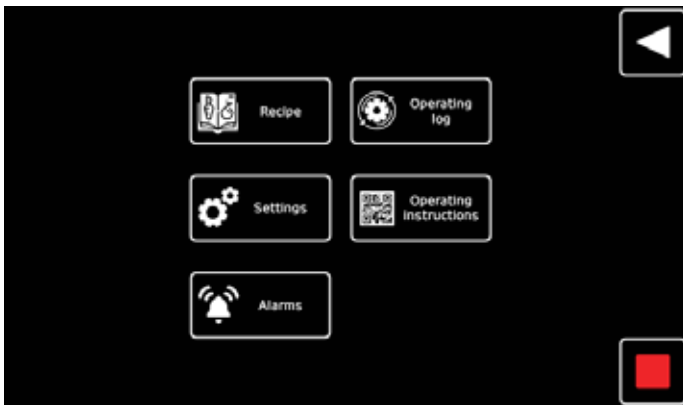 Recipe
Operating
log
Settings
Operating
instructions
Alarms